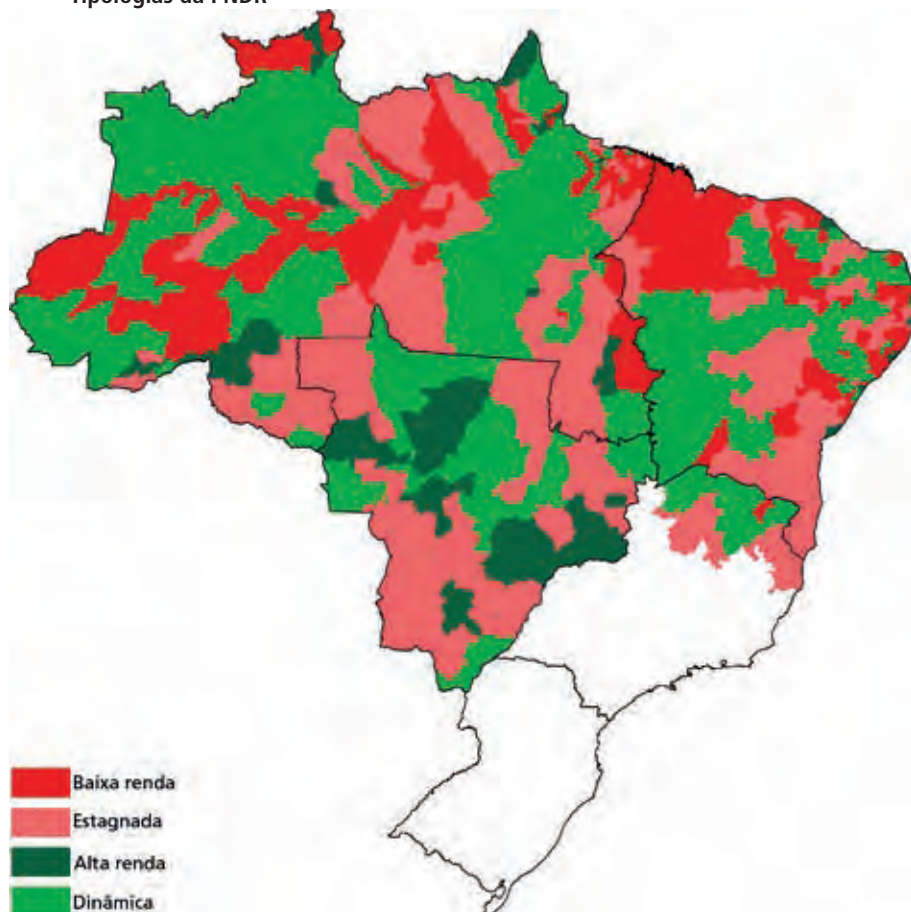 Tipologias da PNDR
Baixa renda
Estagnada
Alta renda
Dinâmica